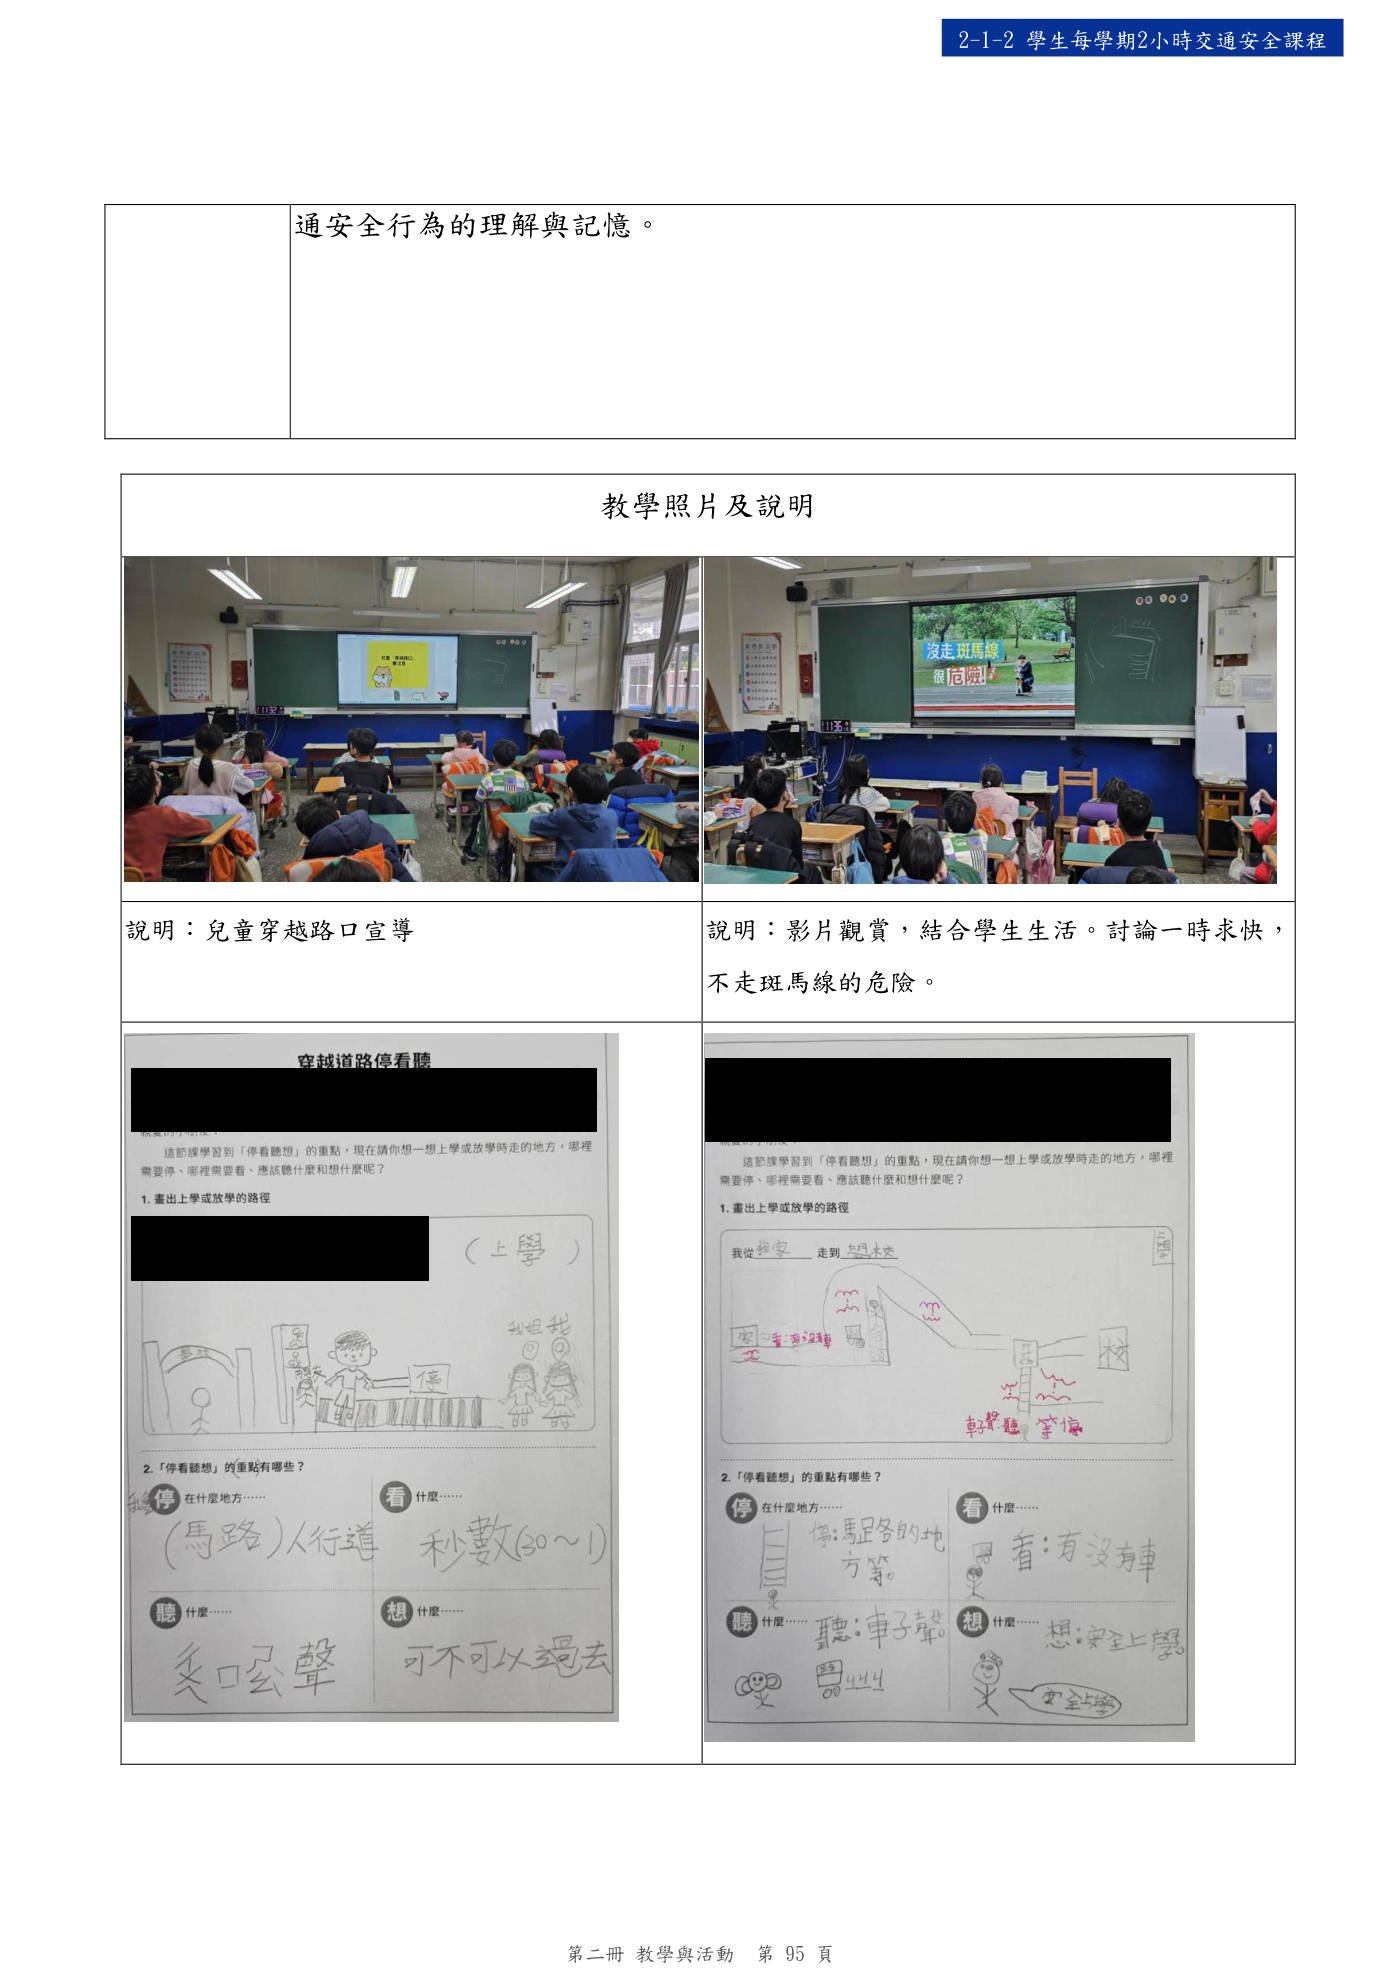 2-1-2 學生每學期2小時交通安全課程
通安全行為的理解與記憶。
教學照片及說明
沒走斑馬線
很危險!
說明：兒童穿越路口宣導
說明：影片觀賞，結合學生生活。討論一時求快，
不走斑馬線的危險。
穿越道路停看聽
這節課學習到「停看聽想」的重點，現在請你想一想上學或放學時走的地方，哪裡
需要停、哪裡需要看、應該聽什麼和想什麼呢？
1. 畫出上學或放學的路徑
（上學）
停
我姐 我
2.「停看聽想」的重點有哪些？
停 在什麼地方……
(馬路)人行道
看 什麼……
秒數(30～1)
聽 什麼……
聲
想 什麼……
可不可以過去
這節課學習到「停看聽想」的重點，現在請你想一想上學或放學時走的地方，哪裡
需要停、哪裡需要看、應該聽什麼和想什麼呢？
1. 畫出上學或放學的路徑
我從我家 走到 學校
上學
家
看:有沒有車
校
車子聲:聽 等停
2.「停看聽想」的重點有哪些？
停 在什麼地方……
停:馬路的地
方等。
看 什麼……
看:有沒有車
聽 什麼……
聽:車子聲。
想 什麼……
想:安全上學。
安全上學
第二冊 教學與活動 第 95 頁